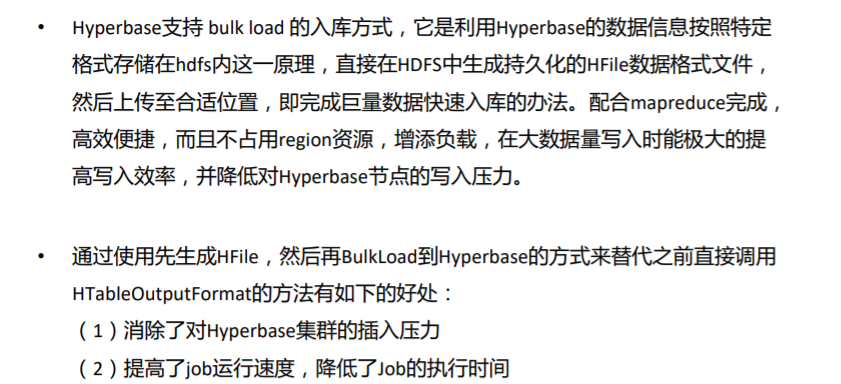 • Hyperbase支持 bulk load 的入库方式，它是利用Hyperbase的数据信息按照特定
格式存储在hdfs内这一原理，直接在HDFS中生成持久化的HFile数据格式文件，
然后上传至合适位置，即完成巨量数据快速入库的办法。配合mapreduce完成，
高效便捷，而且不占用region资源，增添负载，在大数据量写入时能极大的提
高写入效率，并降低对Hyperbase节点的写入压力。
• 通过使用先生成HFile，然后再BulkLoad到Hyperbase的方式来替代之前直接调用
HTableOutputFormat的方法有如下的好处：
（1）消除了对Hyperbase集群的插入压力
（2）提高了job运行速度，降低了Job的执行时间